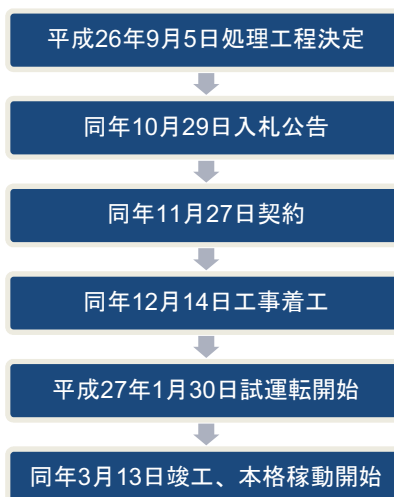 平成26年9月5日処理工程決定
同年10月29日入札公告
同年11月27日契約
同年12月14日工事着工
平成27年1月30日試運転開始
同年3月13日竣工、本格稼動開始